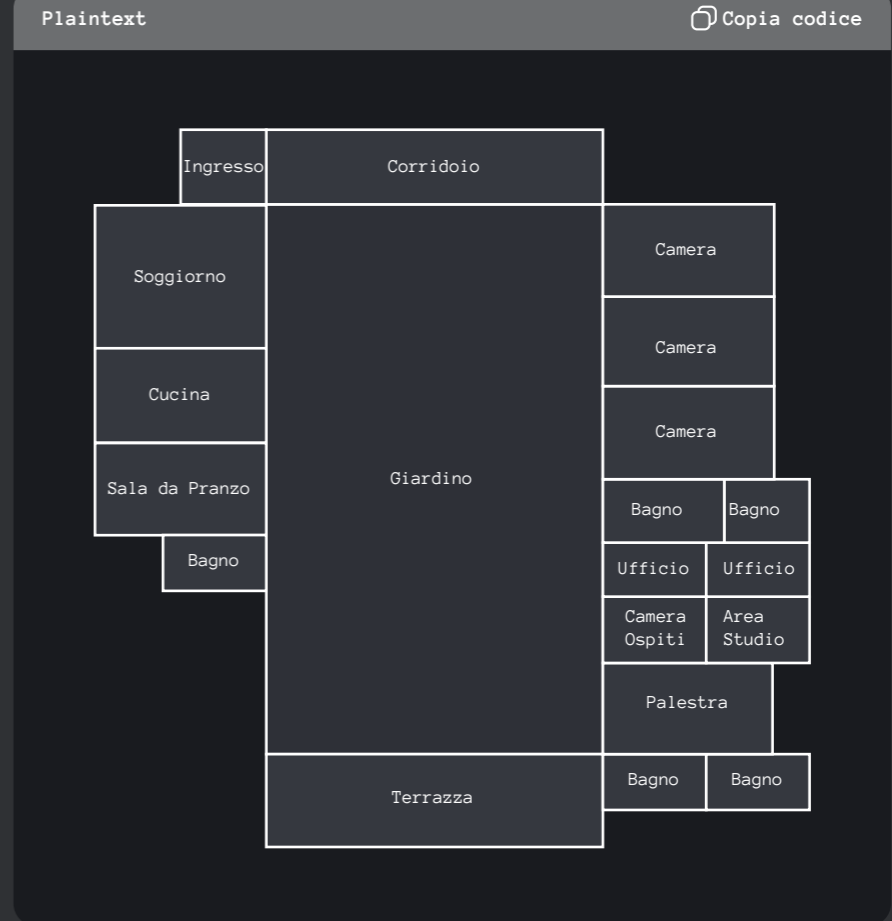 Plaintext
Copia codice
Ingresso
Corridoio
Soggiorno
Cucina
Sala da Pranzo
Bagno
Giardino
Camera
Camera
Camera
Bagno
Bagno
Ufficio
Ufficio
Camera
Ospiti
Area
Studio
Palestra
Terrazza
Bagno
Bagno